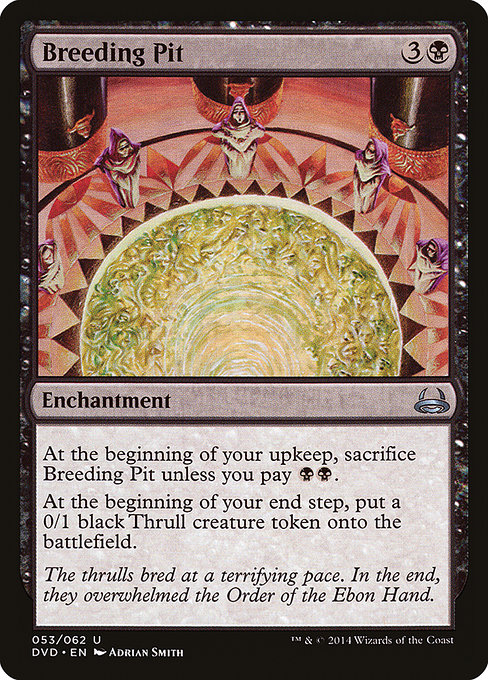 Breeding Pit 3
Enchantment
At the beginning of your upkeep, sacrifice
Breeding Pit unless you pay .
At the beginning of your end step, put a
0/1 black Thrull creature token onto the
battlefield.
The thrulls bred at a terrifying pace. In the end,
they overwhelmed the Order of the Ebon Hand.
053/062 U
DVD • EN Adrian Smith
™ & © 2014 Wizards of the Coast